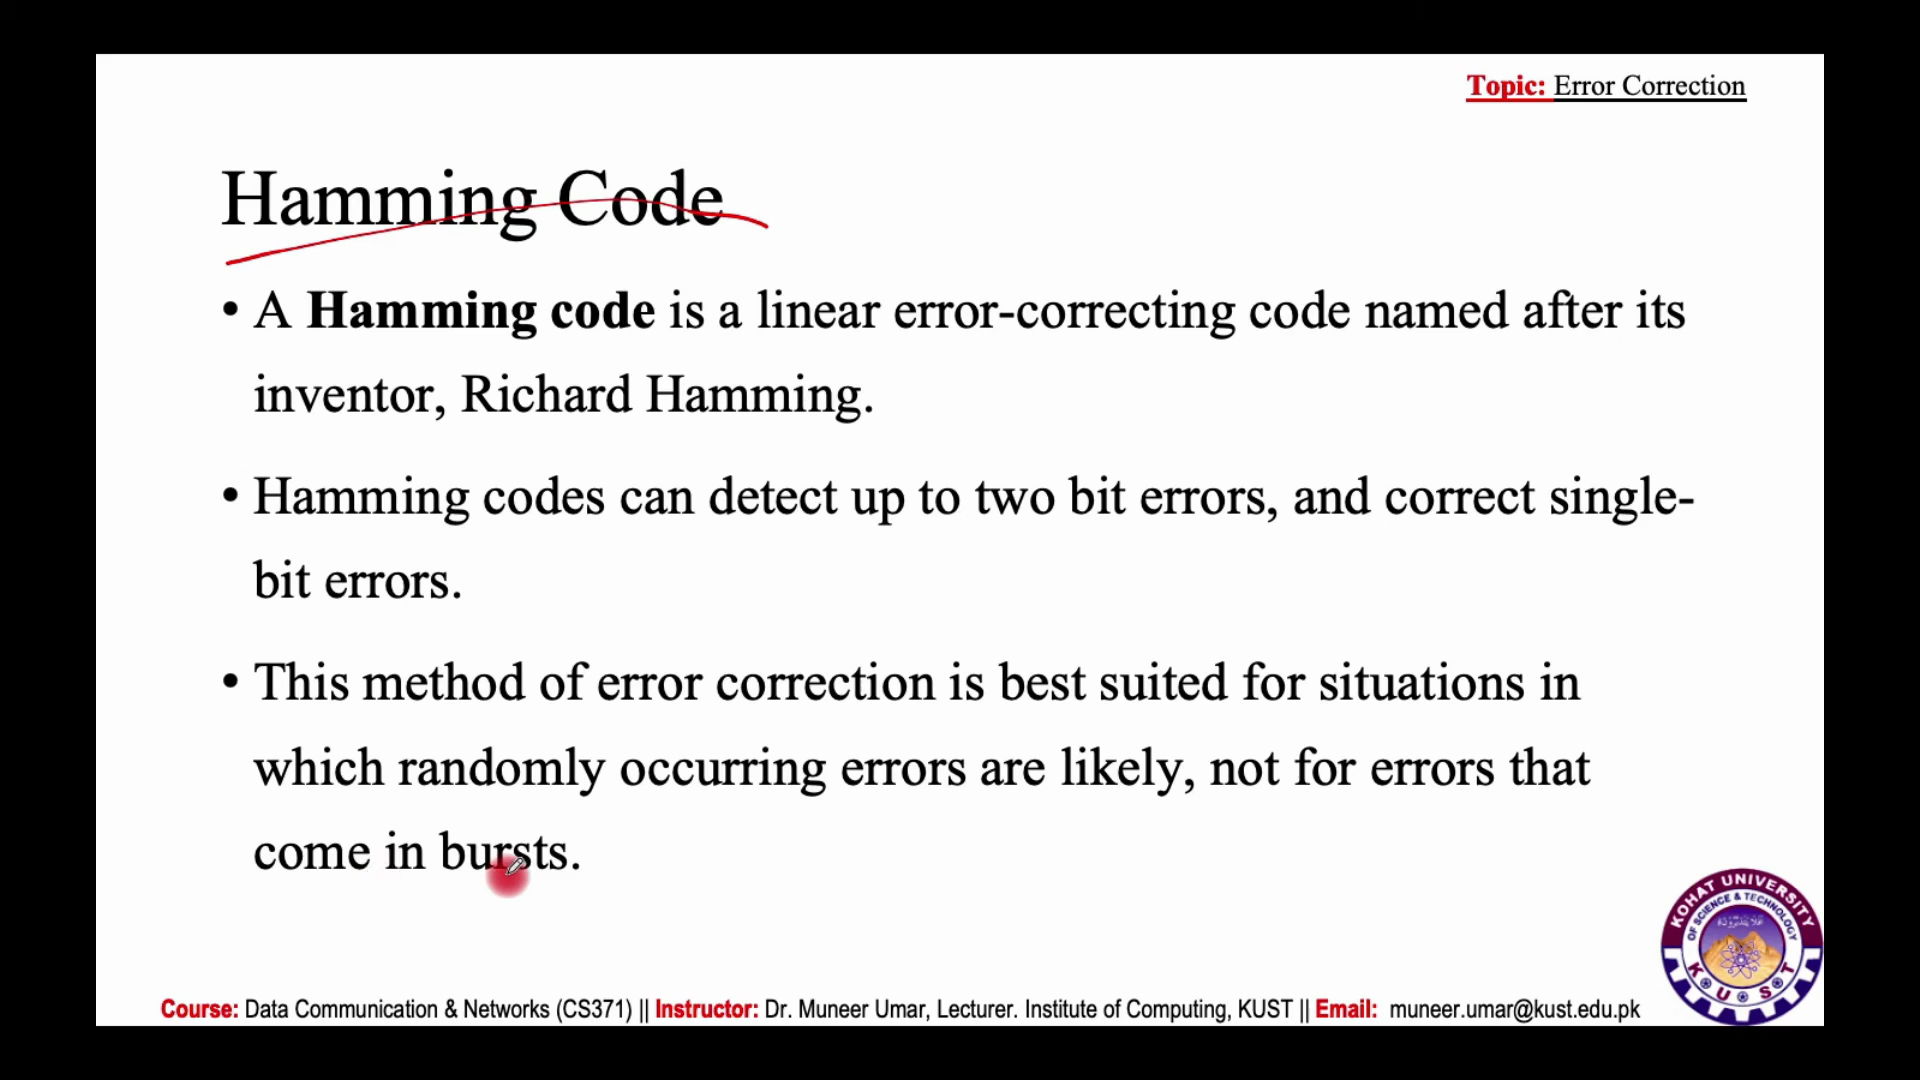 Topic: Error Correction
Hamming Code
• A Hamming code is a linear error-correcting code named after its
inventor, Richard Hamming.
• Hamming codes can detect up to two bit errors, and correct single-
bit errors.
• This method of error correction is best suited for situations in
which randomly occurring errors are likely, not for errors that
come in bursts.
KOHAT UNIVERSITY
OF SCIENCE & TECHNOLOGY
K U S T
Course: Data Communication & Networks (CS371) || Instructor: Dr. Muneer Umar, Lecturer. Institute of Computing, KUST || Email: muneer.umar@kust.edu.pk